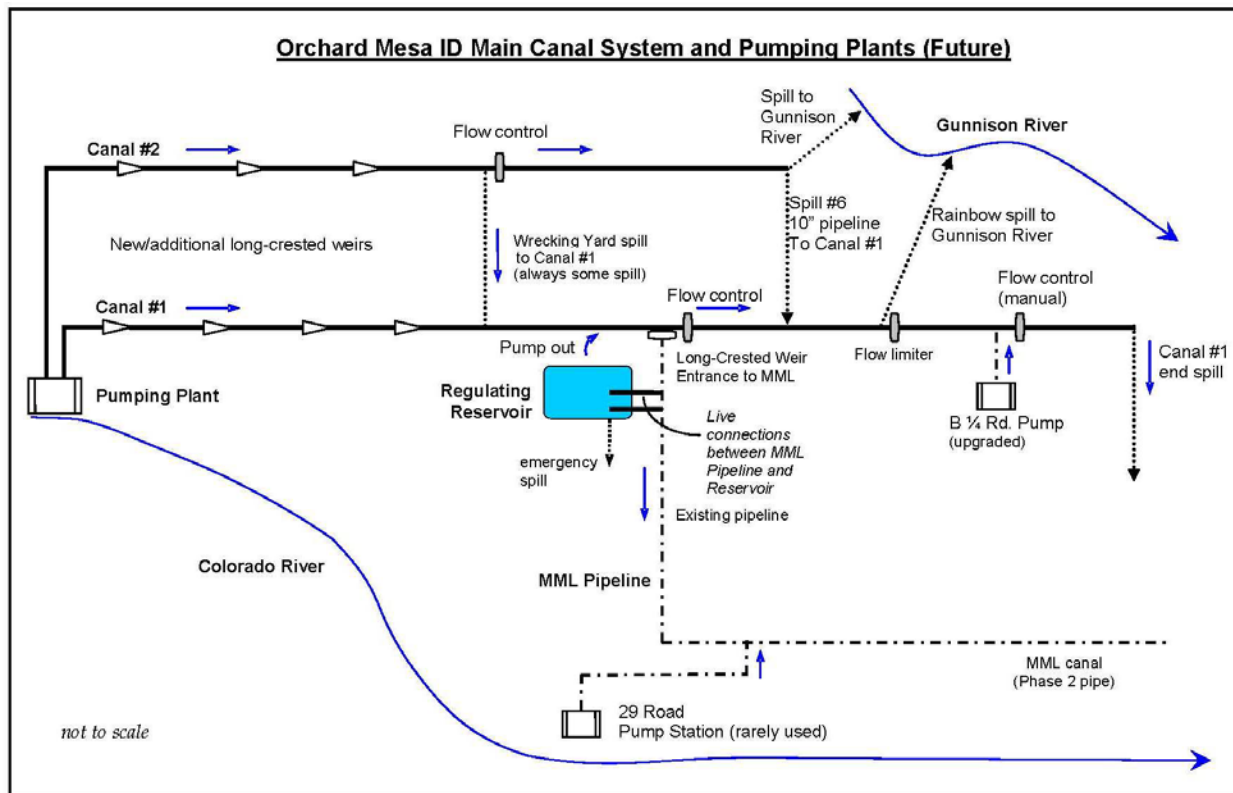 Orchard Mesa ID Main Canal System and Pumping Plants (Future)
Spill to
Gunnison
River
Gunnison River
Flow control
Canal #2
Spill #6
10” pipeline
To Canal #1
Rainbow spill to
Gunnison River
New/additional long-crested weirs
Wrecking Yard spill
to Canal #1
(always some spill)
Flow control
(manual)
Canal #1
Flow control
Pump out
Long-Crested Weir
Entrance to MML
Flow limiter
Canal #1
end spill
Pumping Plant
Regulating
Reservoir
B ¼ Rd. Pump
(upgraded)
Live
connections
between MML
Pipeline and
Reservoir
emergency
spill
Existing pipeline
Colorado River
MML Pipeline
MML canal
(Phase 2 pipe)
29 Road
Pump Station (rarely used)
not to scale